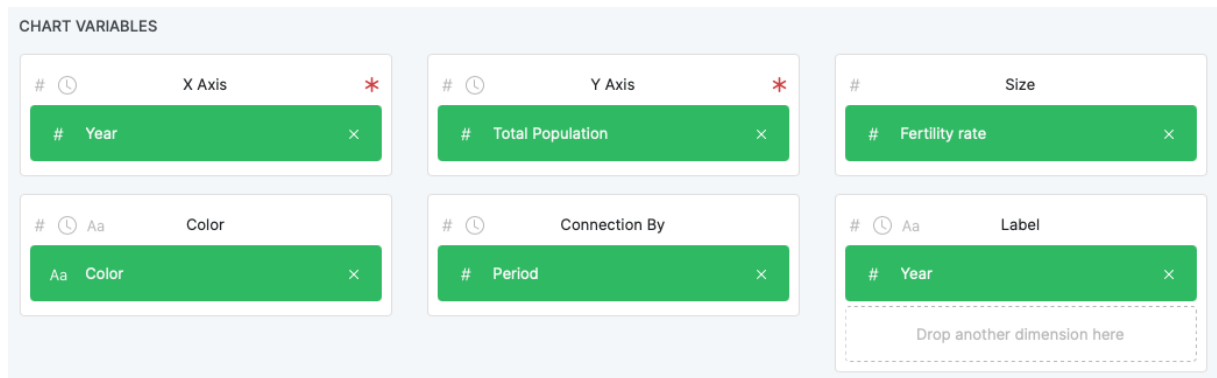 CHART VARIABLES
# X Axis *
# Year ×
# Y Axis *
# Total Population ×
# Size
# Fertility rate ×
# Aa Color
Aa Color ×
# Connection By
# Period ×
# Aa Label
# Year ×
Drop another dimension here